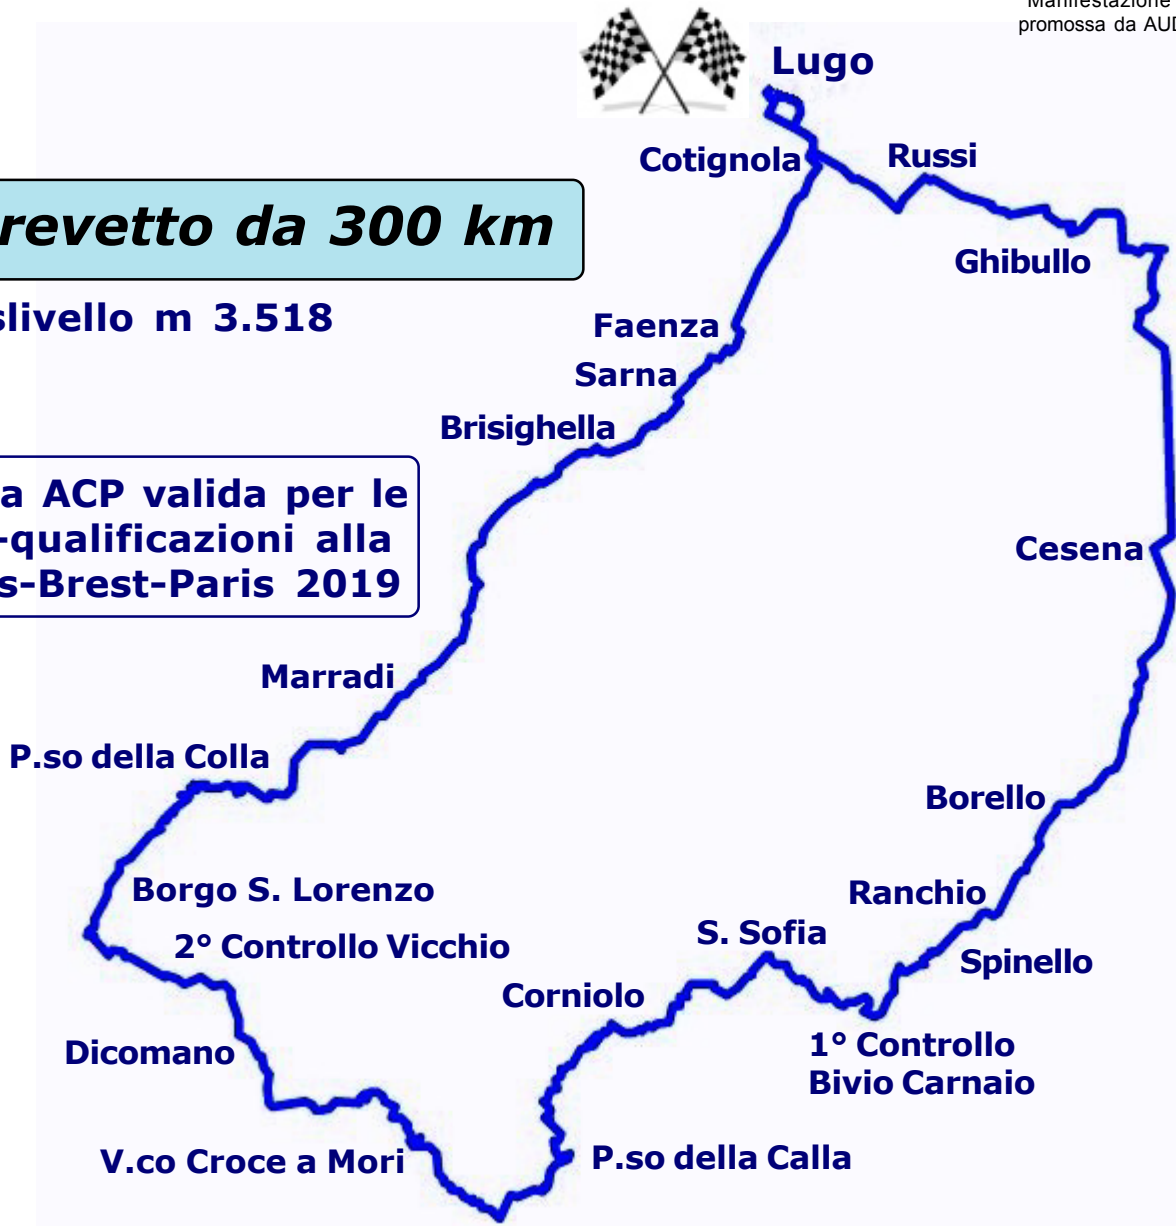 Manifestazione
promossa da AUD
Lugo
Cotignola
Russi
revetto da 300 km
Ghibullo
slivello m 3.518
Faenza
Sarna
Brisighella
a ACP valida per le
-qualificazioni alla
s-Brest-Paris 2019
Cesena
Marradi
P.so della Colla
Borello
Borgo S. Lorenzo
Ranchio
2° Controllo Vicchio
S. Sofia
Spinello
Corniolo
Dicomano
1° Controllo
Bivio Carnaio
V.co Croce a Mori
P.so della Calla